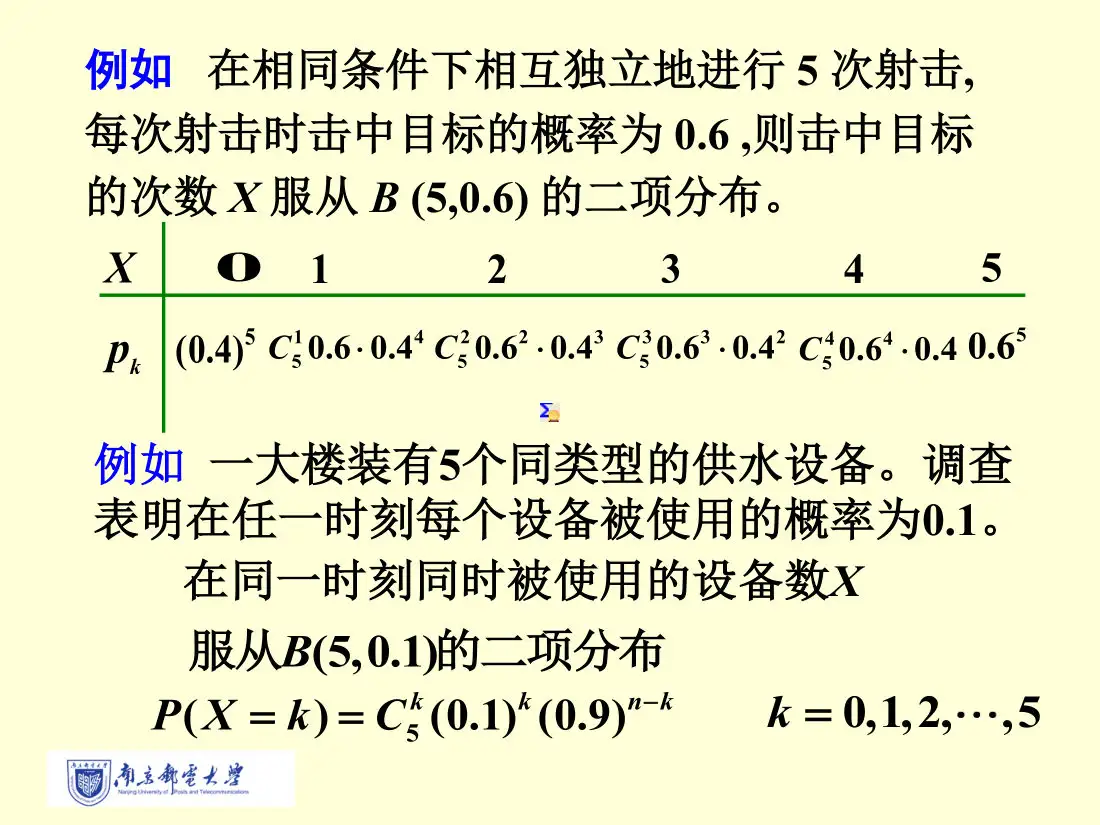 例如 在相同条件下相互独立地进行 5 次射击,
每次射击时击中目标的概率为 0.6 ,则击中目标
的次数 X 服从 B (5,0.6) 的二项分布。
X 0 1 2 3 4 5
p_k (0.4)^5 C_5^1 0.6·0.4^4 C_5^2 0.6^2·0.4^3 C_5^3 0.6^3·0.4^2 C_5^4 0.6^4·0.4 0.6^5
Σ
例如 一大楼装有5个同类型的供水设备。调查
表明在任一时刻每个设备被使用的概率为0.1。
在同一时刻同时被使用的设备数X
服从B(5,0.1)的二项分布
P(X = k) = C_5^k (0.1)^k (0.9)^{n−k} k = 0,1,2,⋯,5
南京邮电大学
Nanjing University of Posts and Telecommunications